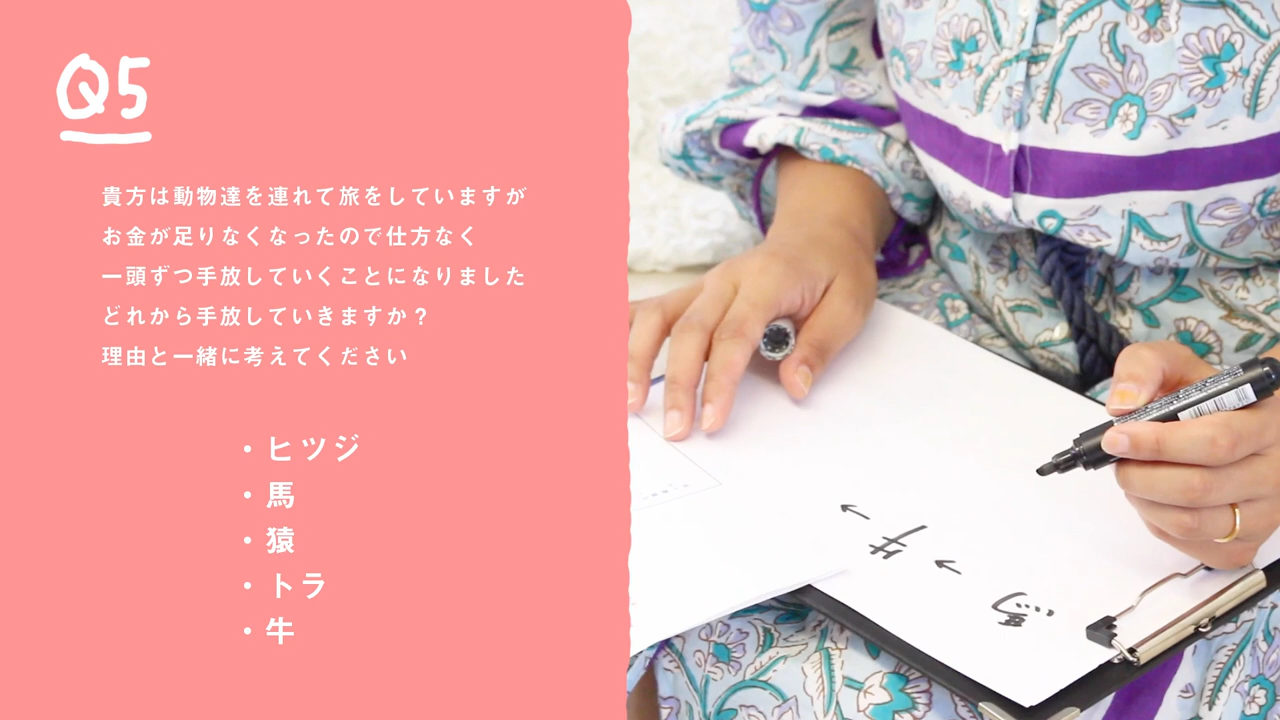 Q5
貴方は動物達を連れて旅をしていますが
お金が足りなくなったので仕方なく
一頭ずつ手放していくことになりました
どれから手放していきますか？
理由と一緒に考えてください
・ヒツジ
・馬
・猿
・トラ
・牛
馬→牛→